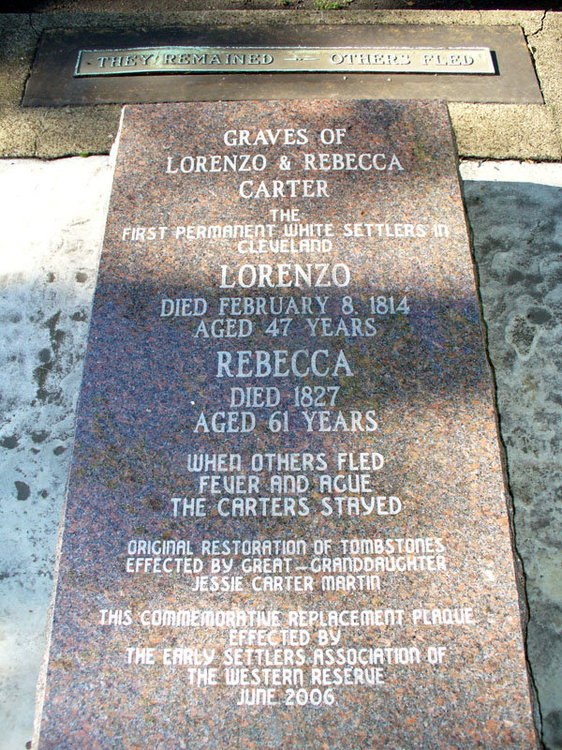 THEY REMAINED — OTHERS FLED
GRAVES OF
LORENZO & REBECCA
CARTER
THE
FIRST PERMANENT WHITE SETTLERS IN
CLEVELAND
LORENZO
DIED FEBRUARY 8, 1814
AGED 47 YEARS
REBECCA
DIED 1827
AGED 61 YEARS
WHEN OTHERS FLED
FEVER AND AGUE
THE CARTERS STAYED
ORIGINAL RESTORATION OF TOMBSTONES
EFFECTED BY GREAT-GRANDDAUGHTER
JESSIE CARTER MARTIN
THIS COMMEMORATIVE REPLACEMENT PLAQUE
EFFECTED BY
THE EARLY SETTLERS ASSOCIATION OF
THE WESTERN RESERVE
JUNE 2006